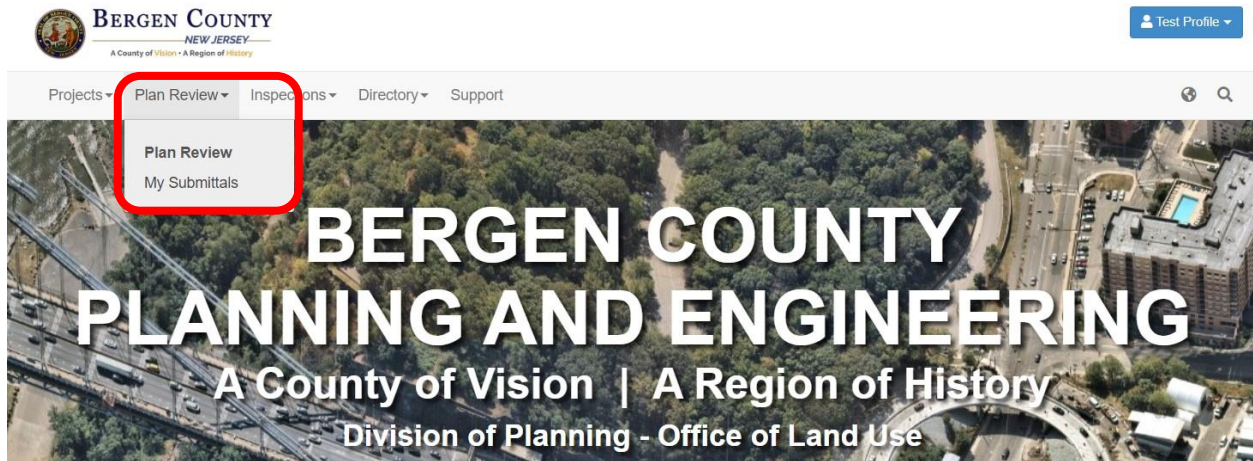 BERGEN COUNTY
NEW JERSEY
A County of Vision • A Region of History
Test Profile
Projects Plan Review Inspections Directory Support
Plan Review
My Submittals
BERGEN COUNTY
PLANNING AND ENGINEERING
A County of Vision | A Region of History
Division of Planning - Office of Land Use